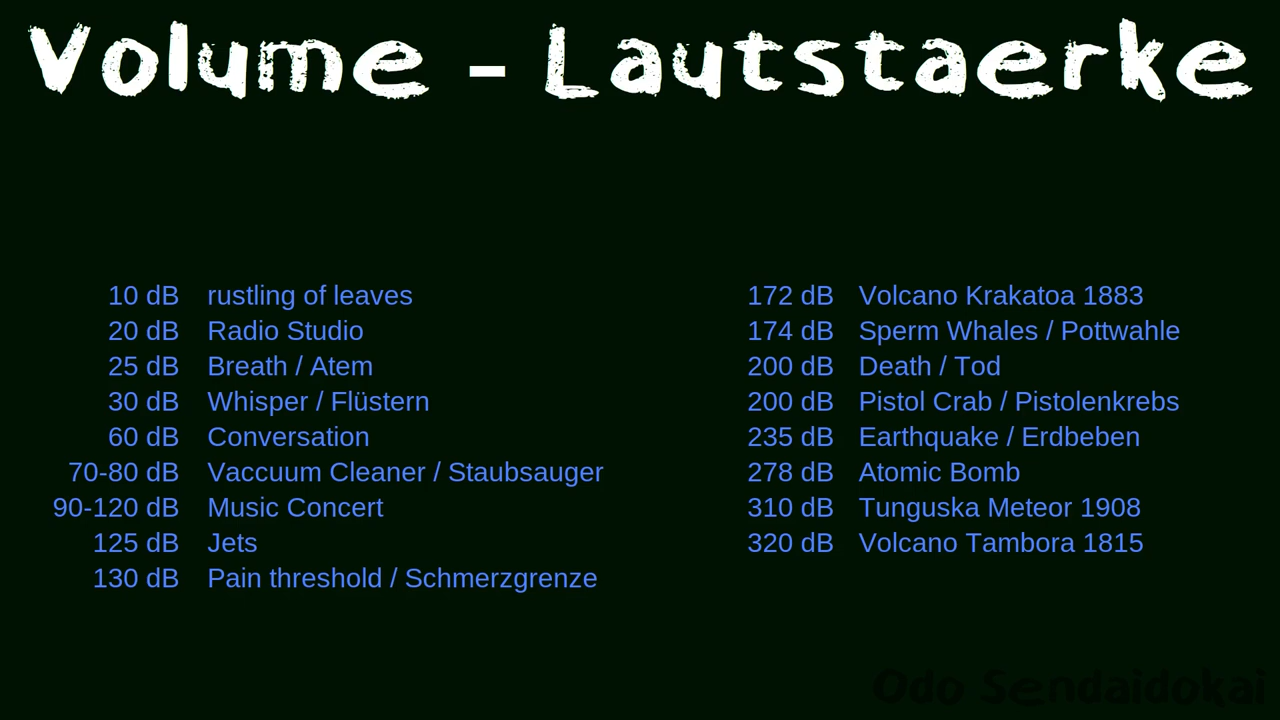 Volume - Lautstaerke
10 dB rustling of leaves
20 dB Radio Studio
25 dB Breath / Atem
30 dB Whisper / Flüstern
60 dB Conversation
70-80 dB Vaccuum Cleaner / Staubsauger
90-120 dB Music Concert
125 dB Jets
130 dB Pain threshold / Schmerzgrenze
172 dB Volcano Krakatoa 1883
174 dB Sperm Whales / Pottwahle
200 dB Death / Tod
200 dB Pistol Crab / Pistolenkrebs
235 dB Earthquake / Erdbeben
278 dB Atomic Bomb
310 dB Tunguska Meteor 1908
320 dB Volcano Tambora 1815
Odo Sendaidokai